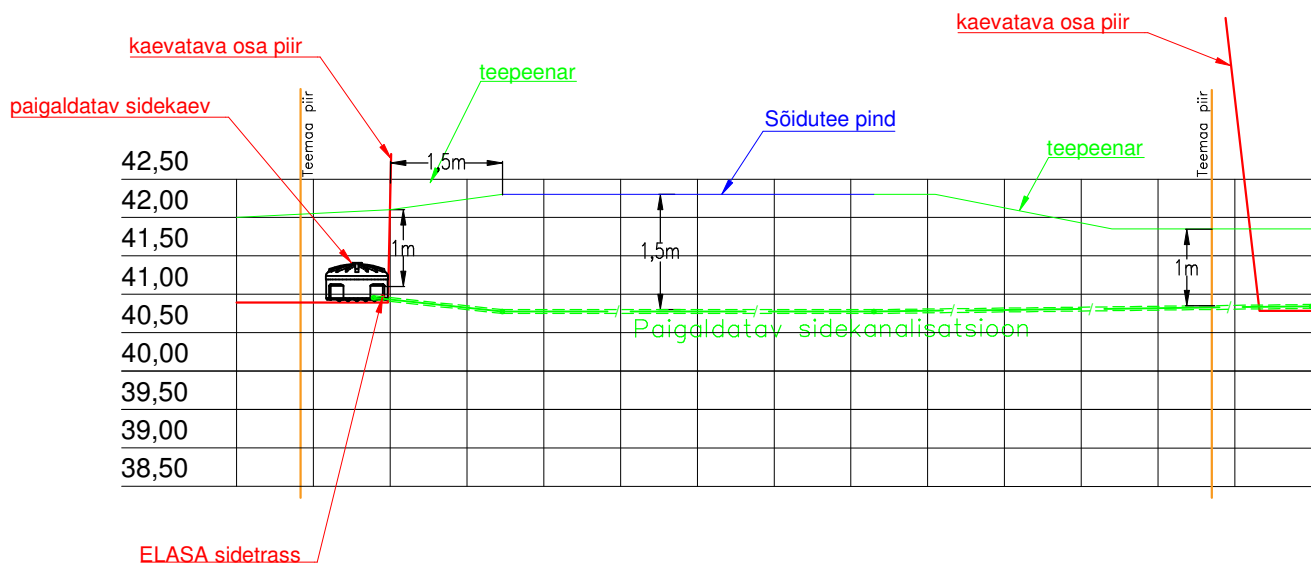 kaevatava osa piir
kaevatava osa piir
teepeenar
paigaldatav sidekaev
Teemaa piir
Teemaa piir
Sõidutee pind
1,5m
teepeenar
42,50
42,00
41,50
1m
1,5m
1m
41,00
40,50
Paigaldatav sidekanalisatsioon
40,00
39,50
39,00
38,50
ELASA sidetrass